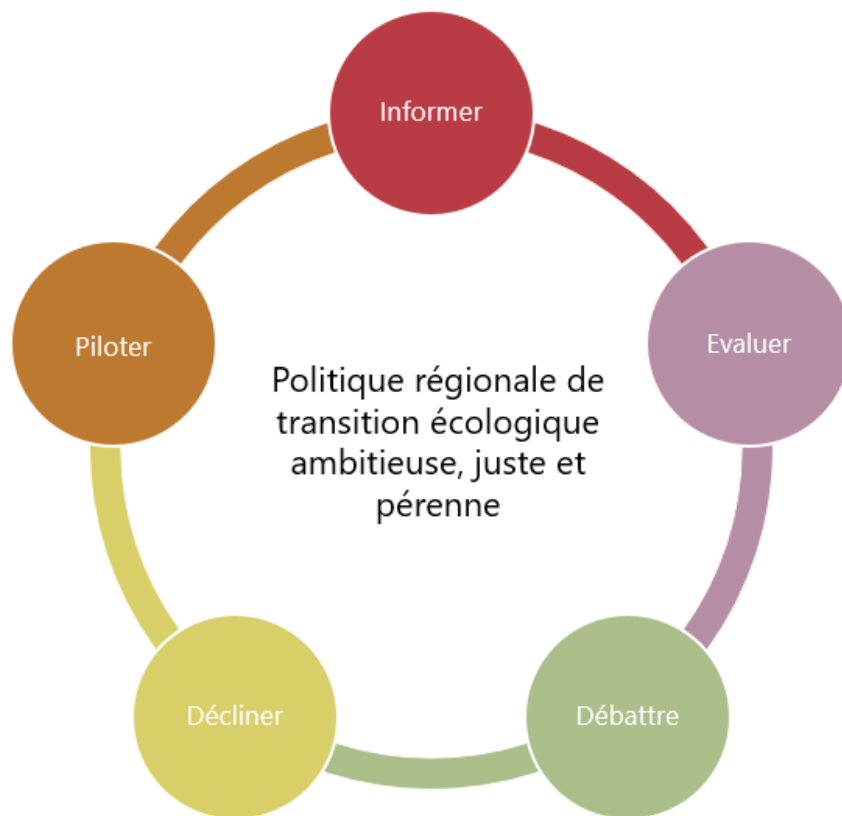 Informer
Evaluer
Débattre
Décliner
Piloter
Politique régionale de
transition écologique
ambitieuse, juste et
pérenne